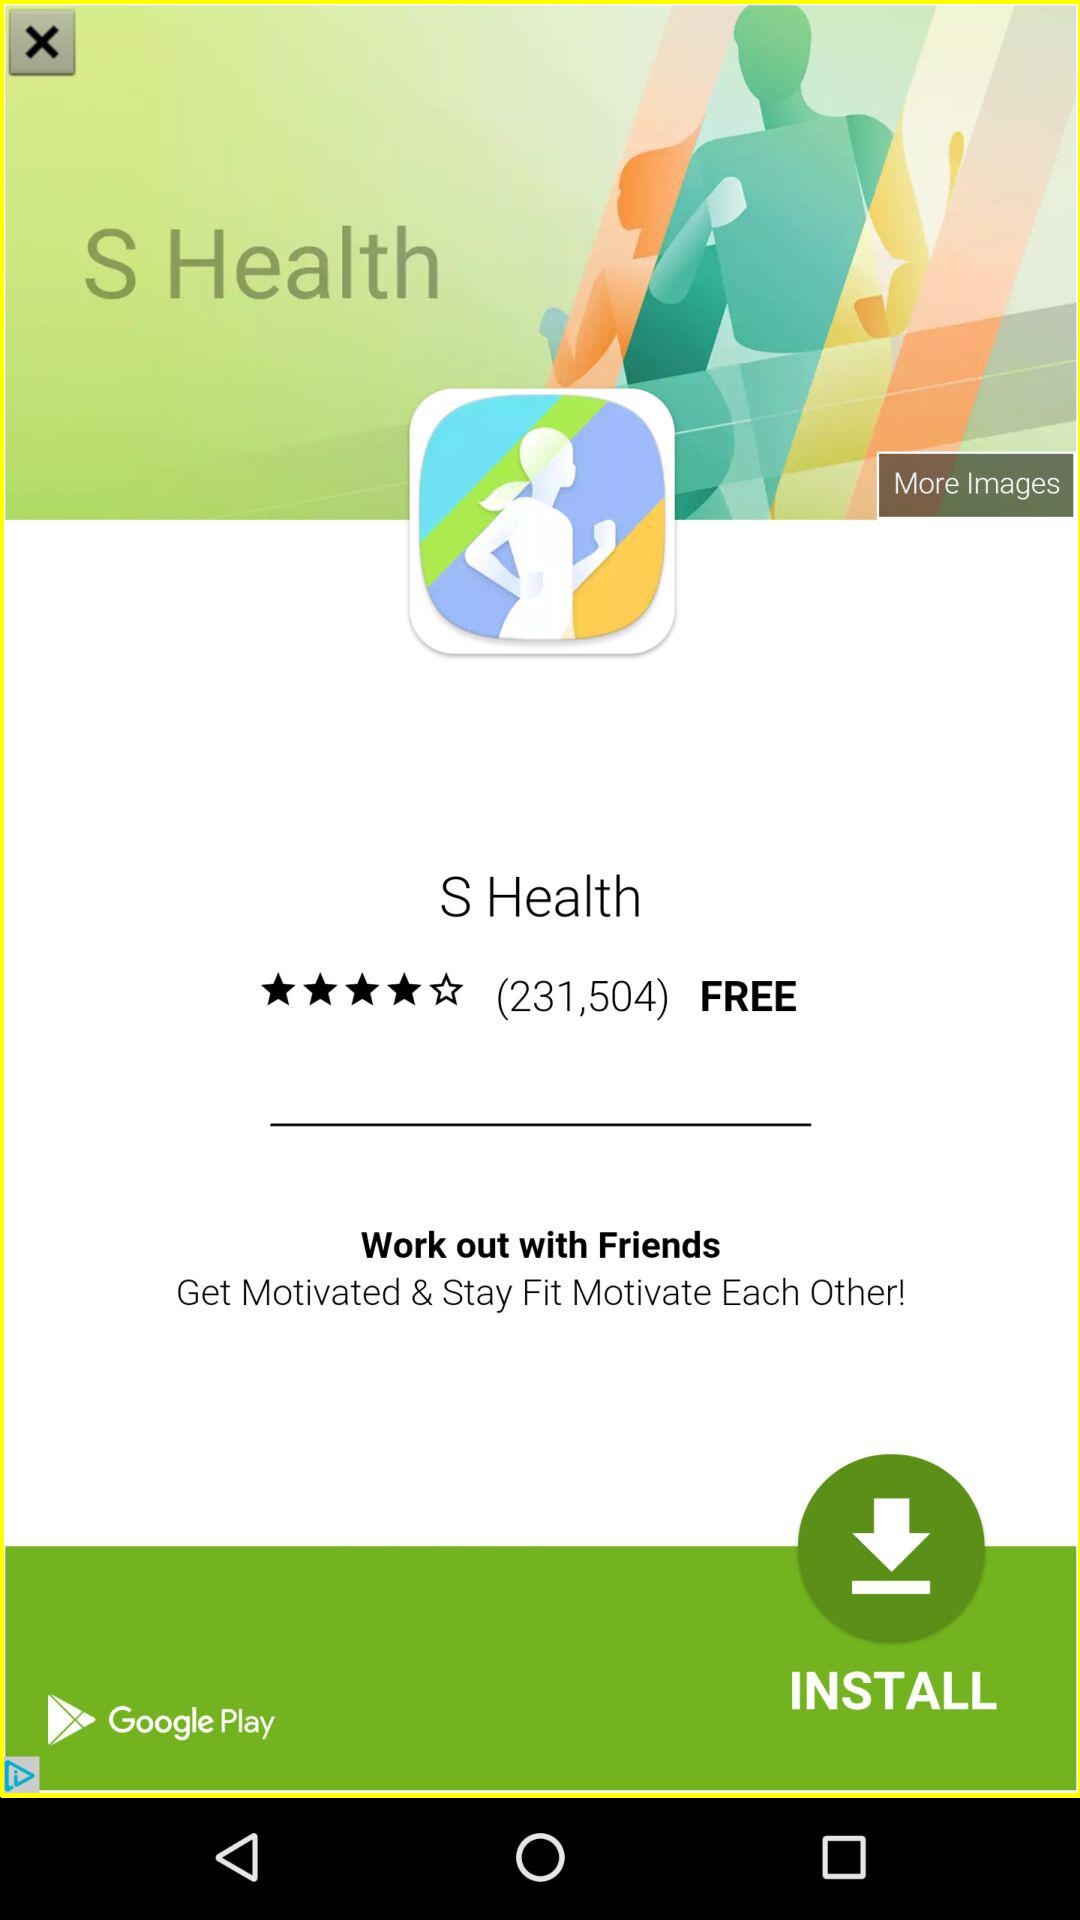 S Health
More Images
S Health
(231,504) FREE
Work out with Friends
Get Motivated & Stay Fit Motivate Each Other!
INSTALL
Google Play